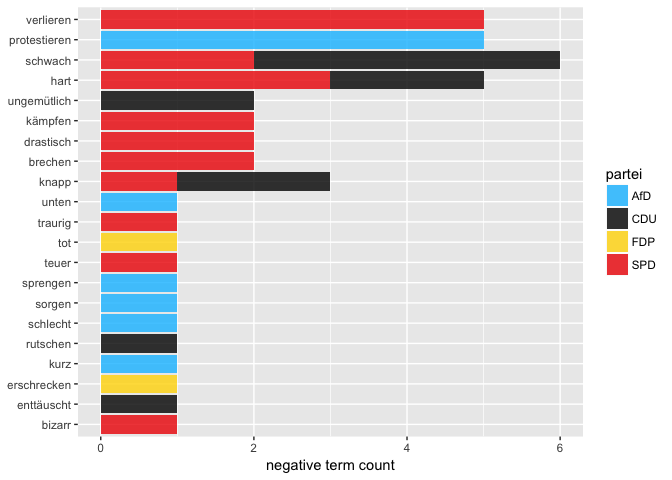 verlieren
protestieren
schwach
hart
ungemütlich
kämpfen
drastisch
brechen
knapp
unten
traurig
tot
teuer
sprengen
sorgen
schlecht
rutschen
kurz
erschrecken
enttäuscht
bizarr
0 2 4 6
negative term count
partei
AfD
CDU
FDP
SPD